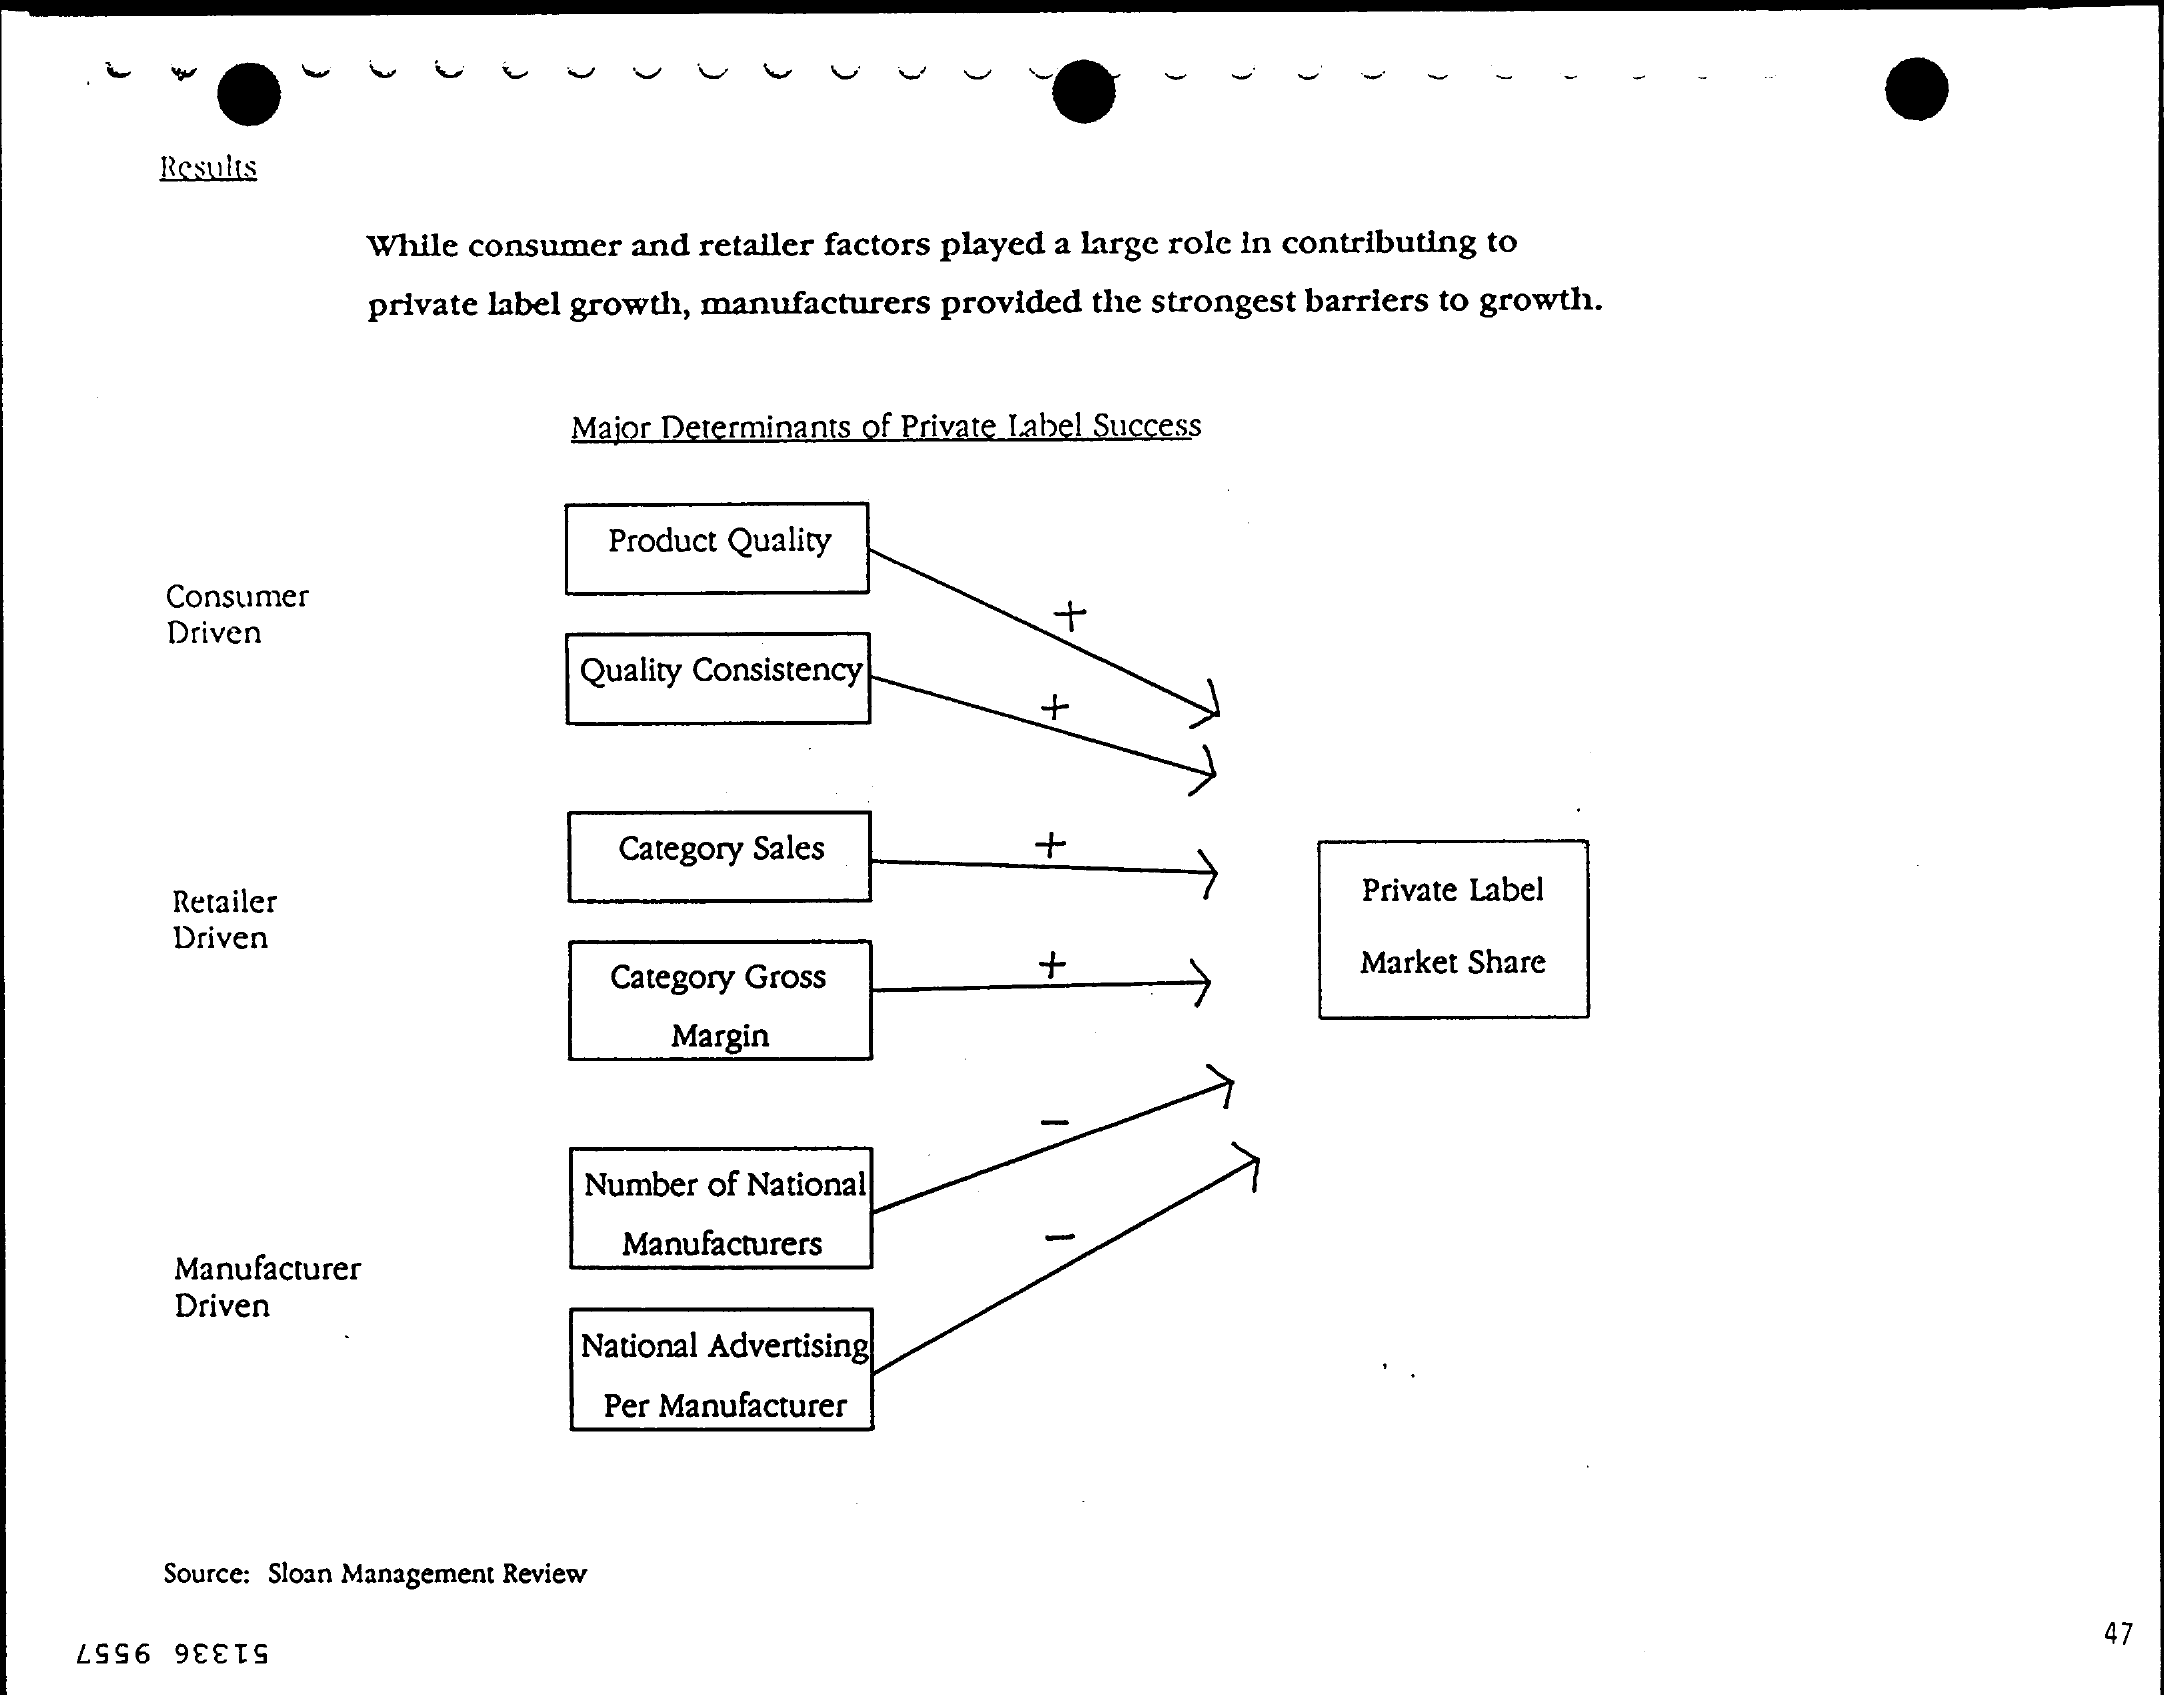 Results
While consumer and retailer factors played a large role in contributing to
private label growth, manufacturers provided the strongest barriers to growth.
Major Determinants of Private Label Success
Product Quality
Consumer
Driven
+
Quality Consistency
+
Category Sales
+
Retailer
Driven
Private Label
Market Share
Category Gross
Margin
+
−
Number of National
Manufacturers
−
Manufacturer
Driven
National Advertising
Per Manufacturer
Source: Sloan Management Review
47
51336 9557